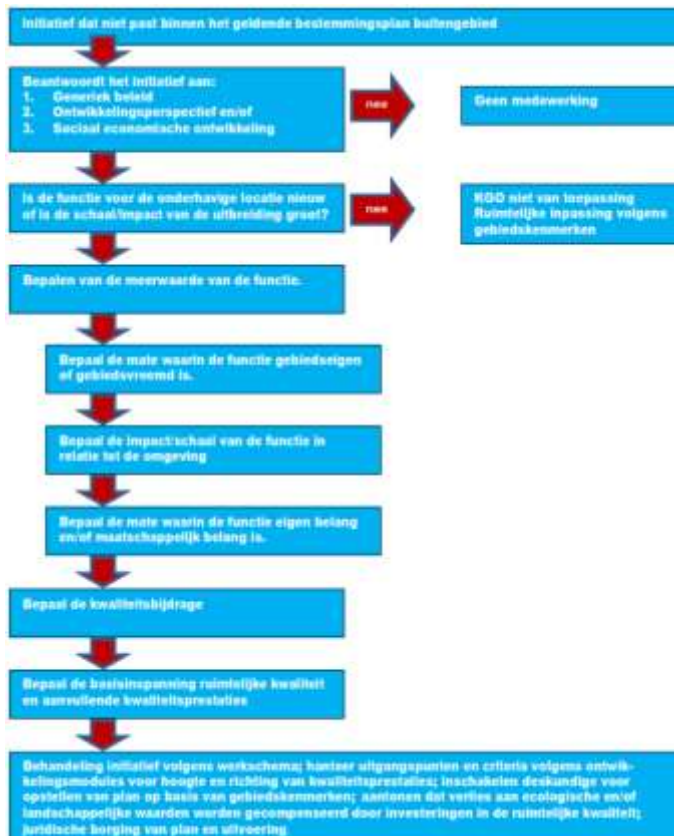 Initiatief dat niet past binnen het geldende bestemmingsplan buitengebied
Beantwoordt het initiatief aan:
1. Generiek beleid
2. Ontwikkelingsperspectief en/of
3. Sociaal economische ontwikkeling
nee
Geen medewerking
Is de functie voor de onderhavige locatie nieuw
of is de schaal/impact van de uitbreiding groot?
nee
KGO niet van toepassing
Ruimtelijke inpassing volgens
gebiedskenmerken
Bepalen van de meerwaarde van de functie.
Bepaal de mate waarin de functie gebiedseigen
of gebiedsvreemd is.
Bepaal de impact/schaal van de functie in
relatie tot de omgeving
Bepaal de mate waarin de functie eigen belang
en/of maatschappelijk belang is.
Bepaal de kwaliteitsbijdrage
Bepaal de basisinspanning ruimtelijke kwaliteit
en aanvullende kwaliteitsprestaties
Behandeling initiatief volgens werkschema; hanteer uitgangspunten en criteria volgens ontwik-
kelingsmodules voor hoogte en richting van kwaliteitsprestaties; inschakelen deskundige voor
opstellen van plan op basis van gebiedskenmerken; aantonen dat verlies aan ecologische en/of
landschappelijke waarden worden gecompenseerd door investeringen in de ruimtelijke kwaliteit;
juridische borging van plan en uitvoering